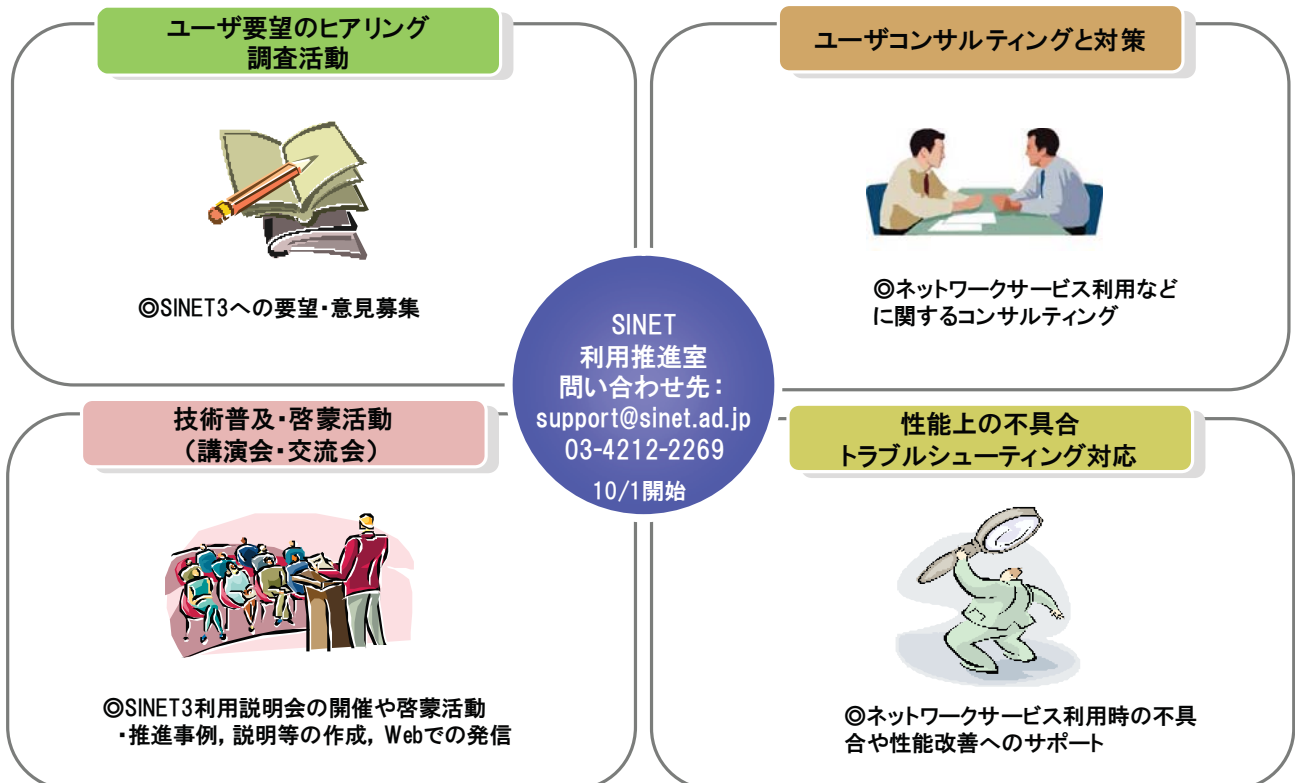 ユーザ要望のヒアリング
調査活動
◎SINET3への要望・意見募集
ユーザコンサルティングと対策
◎ネットワークサービス利用など
に関するコンサルティング
SINET
利用推進室
問い合わせ先：
support@sinet.ad.jp
03-4212-2269
10/1開始
技術普及・啓蒙活動
（講演会・交流会）
◎SINET3利用説明会の開催や啓蒙活動
・推進事例，説明等の作成，Webでの発信
性能上の不具合
トラブルシューティング対応
◎ネットワークサービス利用時の不具
合や性能改善へのサポート